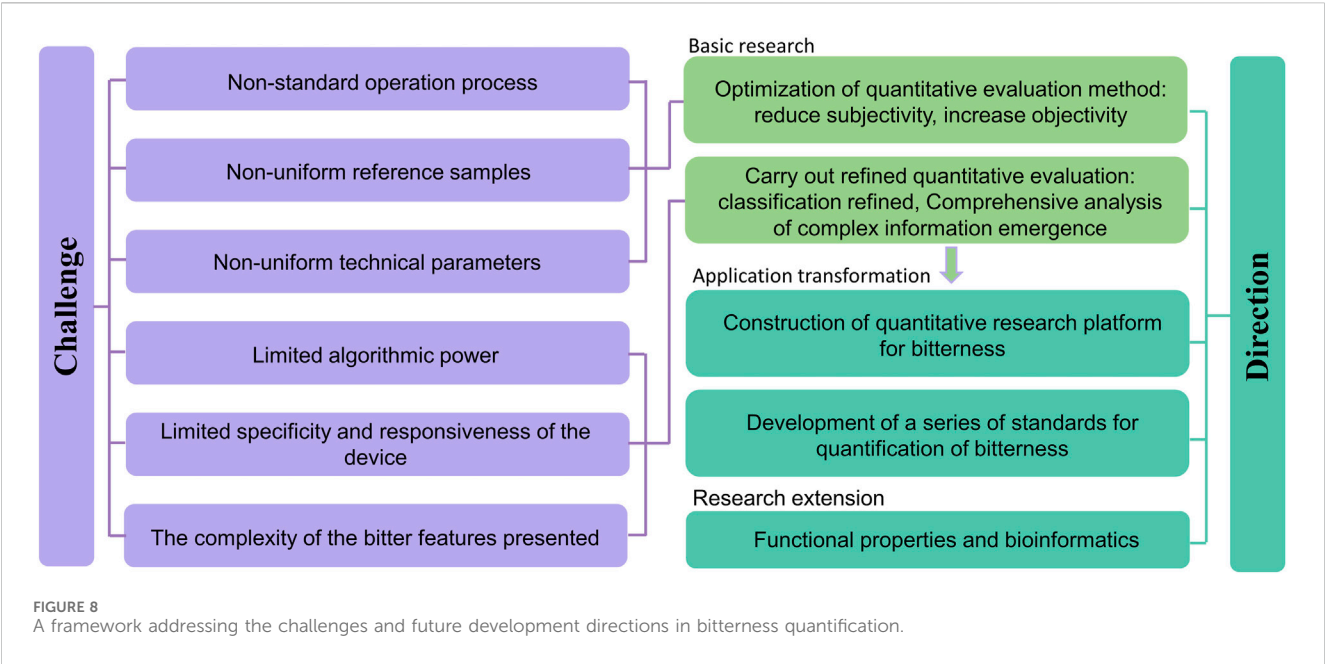 Challenge
Non-standard operation process
Non-uniform reference samples
Non-uniform technical parameters
Limited algorithmic power
Limited specificity and responsiveness of the
device
The complexity of the bitter features presented
Basic research
Optimization of quantitative evaluation method:
reduce subjectivity, increase objectivity
Carry out refined quantitative evaluation:
classification refined, Comprehensive analysis
of complex information emergence
Application transformation
Construction of quantitative research platform
for bitterness
Development of a series of standards for
quantification of bitterness
Research extension
Functional properties and bioinformatics
Direction
FIGURE 8
A framework addressing the challenges and future development directions in bitterness quantification.